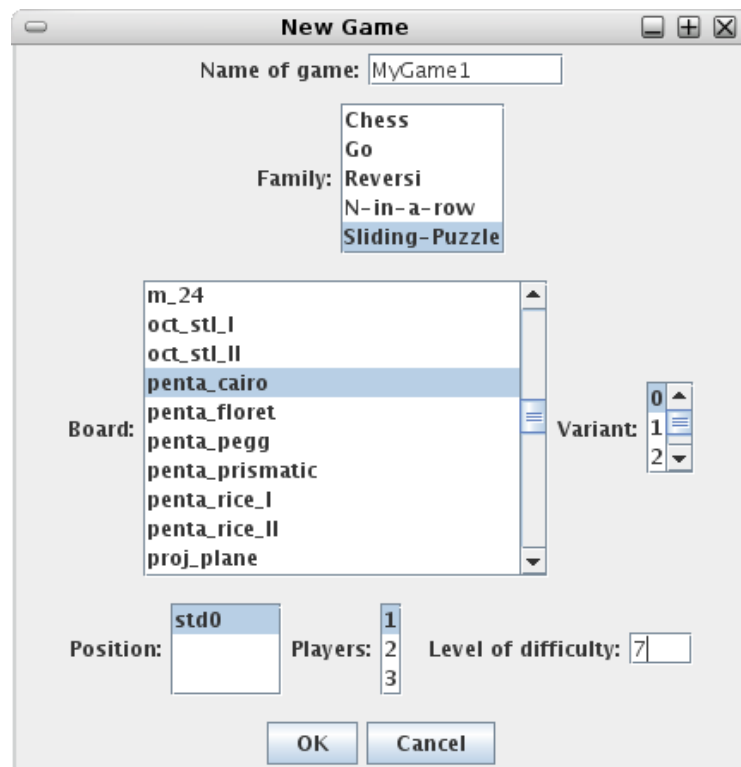 New Game
Name of game: MyGame1
Family:
Chess
Go
Reversi
N-in-a-row
Sliding-Puzzle
Board:
m_24
oct_stl_I
oct_stl_II
penta_cairo
penta_floret
penta_pegg
penta_prismatic
penta_rice_I
penta_rice_II
proj_plane
Variant:
0
1
2
Position:
std0
Players:
1
2
3
Level of difficulty: 7
OK Cancel